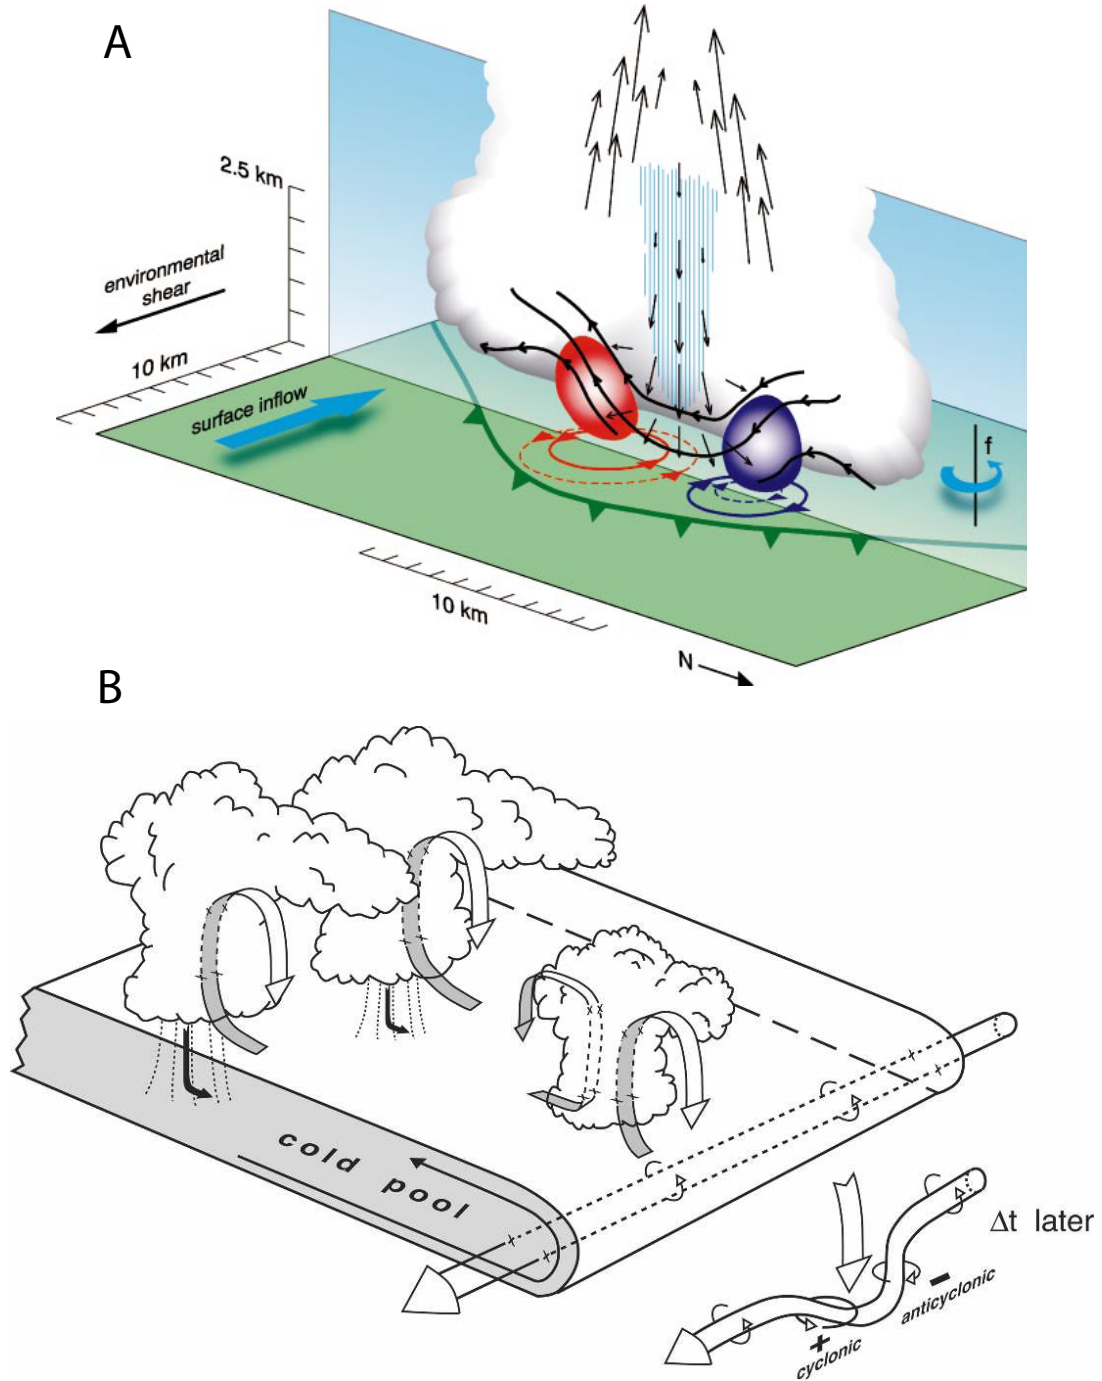 A
2.5 km
environmental
shear
10 km
surface inflow
f
10 km
N
B
cold pool
Δt later
−
anticyclonic
+
cyclonic